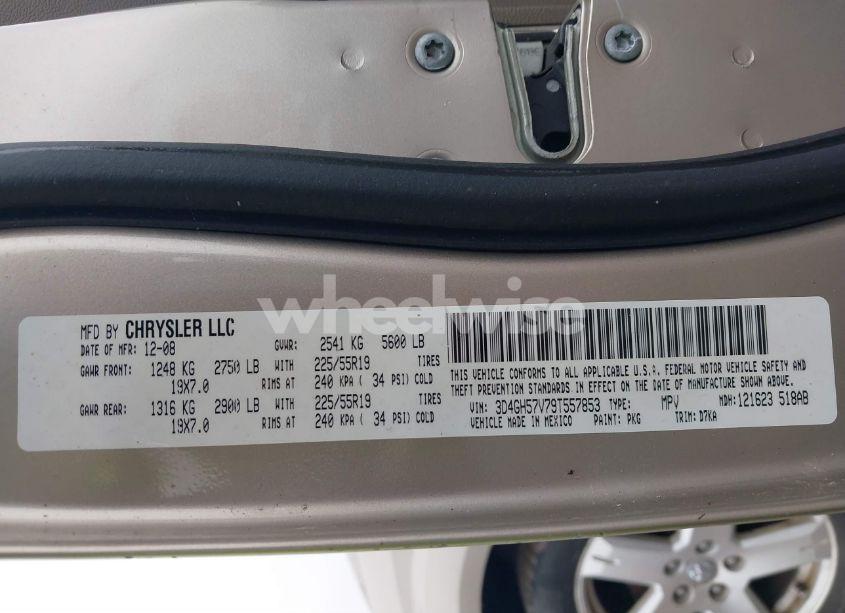 wheelwise
MFD BY CHRYSLER LLC
DATE OF MFR: 12-08 GVWR: 2541 KG 5600 LB
GAWR FRONT: 1248 KG 2750 LB WITH 225/55R19 TIRES
19X7.0 RIMS AT 240 KPA ( 34 PSI) COLD
GAWR REAR: 1316 KG 2900 LB WITH 225/55R19 TIRES
19X7.0 RIMS AT 240 KPA ( 34 PSI) COLD
THIS VEHICLE CONFORMS TO ALL APPLICABLE U.S.A. FEDERAL MOTOR VEHICLE SAFETY AND
THEFT PREVENTION STANDARDS IN EFFECT ON THE DATE OF MANUFACTURE SHOWN ABOVE.
VIN: 3D4GH57V79T557853 TYPE: MPV MDH: 121623 518AB
VEHICLE MADE IN MEXICO PAINT: PKG TRIM: D7KA